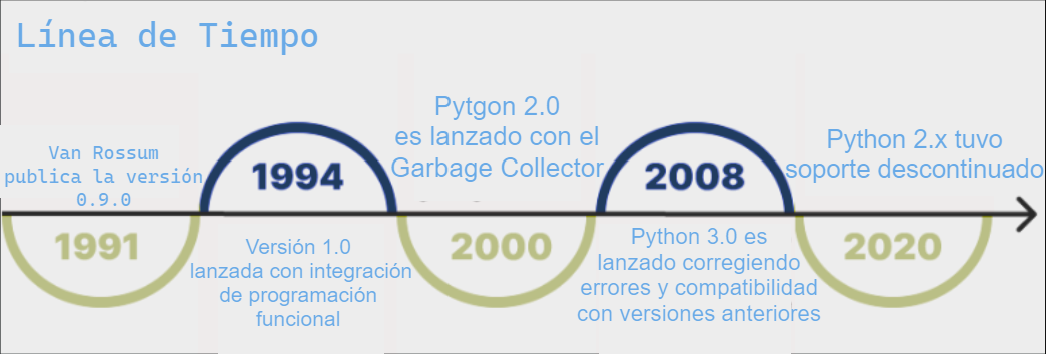 Línea de Tiempo
Van Rossum
publica la versión
0.9.0
1991
1994
Versión 1.0
lanzada con integración
de programación
funcional
Pytgon 2.0
es lanzado con el
Garbage Collector
2000
2008
Python 3.0 es
lanzado corregiendo
errores y compatibilidad
con versiones anteriores
Python 2.x tuvo
soporte descontinuado
2020